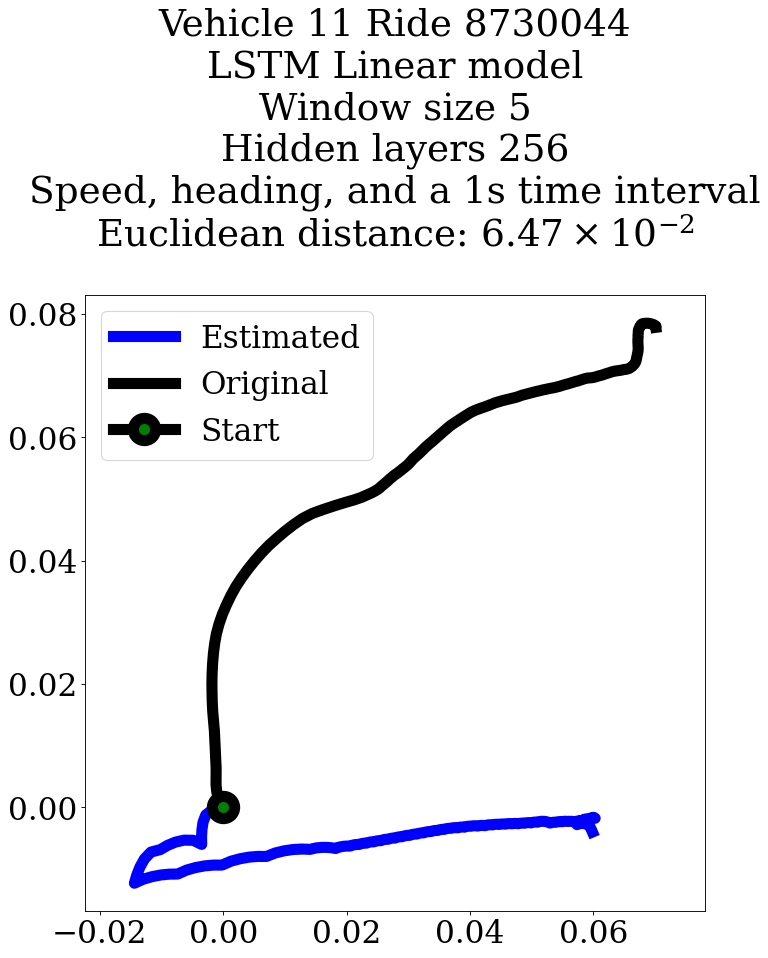 Vehicle 11 Ride 8730044
LSTM Linear model
Window size 5
Hidden layers 256
Speed, heading, and a 1s time interval
Euclidean distance: 6.47 × 10⁻²
Estimated
Original
Start
0.08
0.06
0.04
0.02
0.00
−0.02 0.00 0.02 0.04 0.06